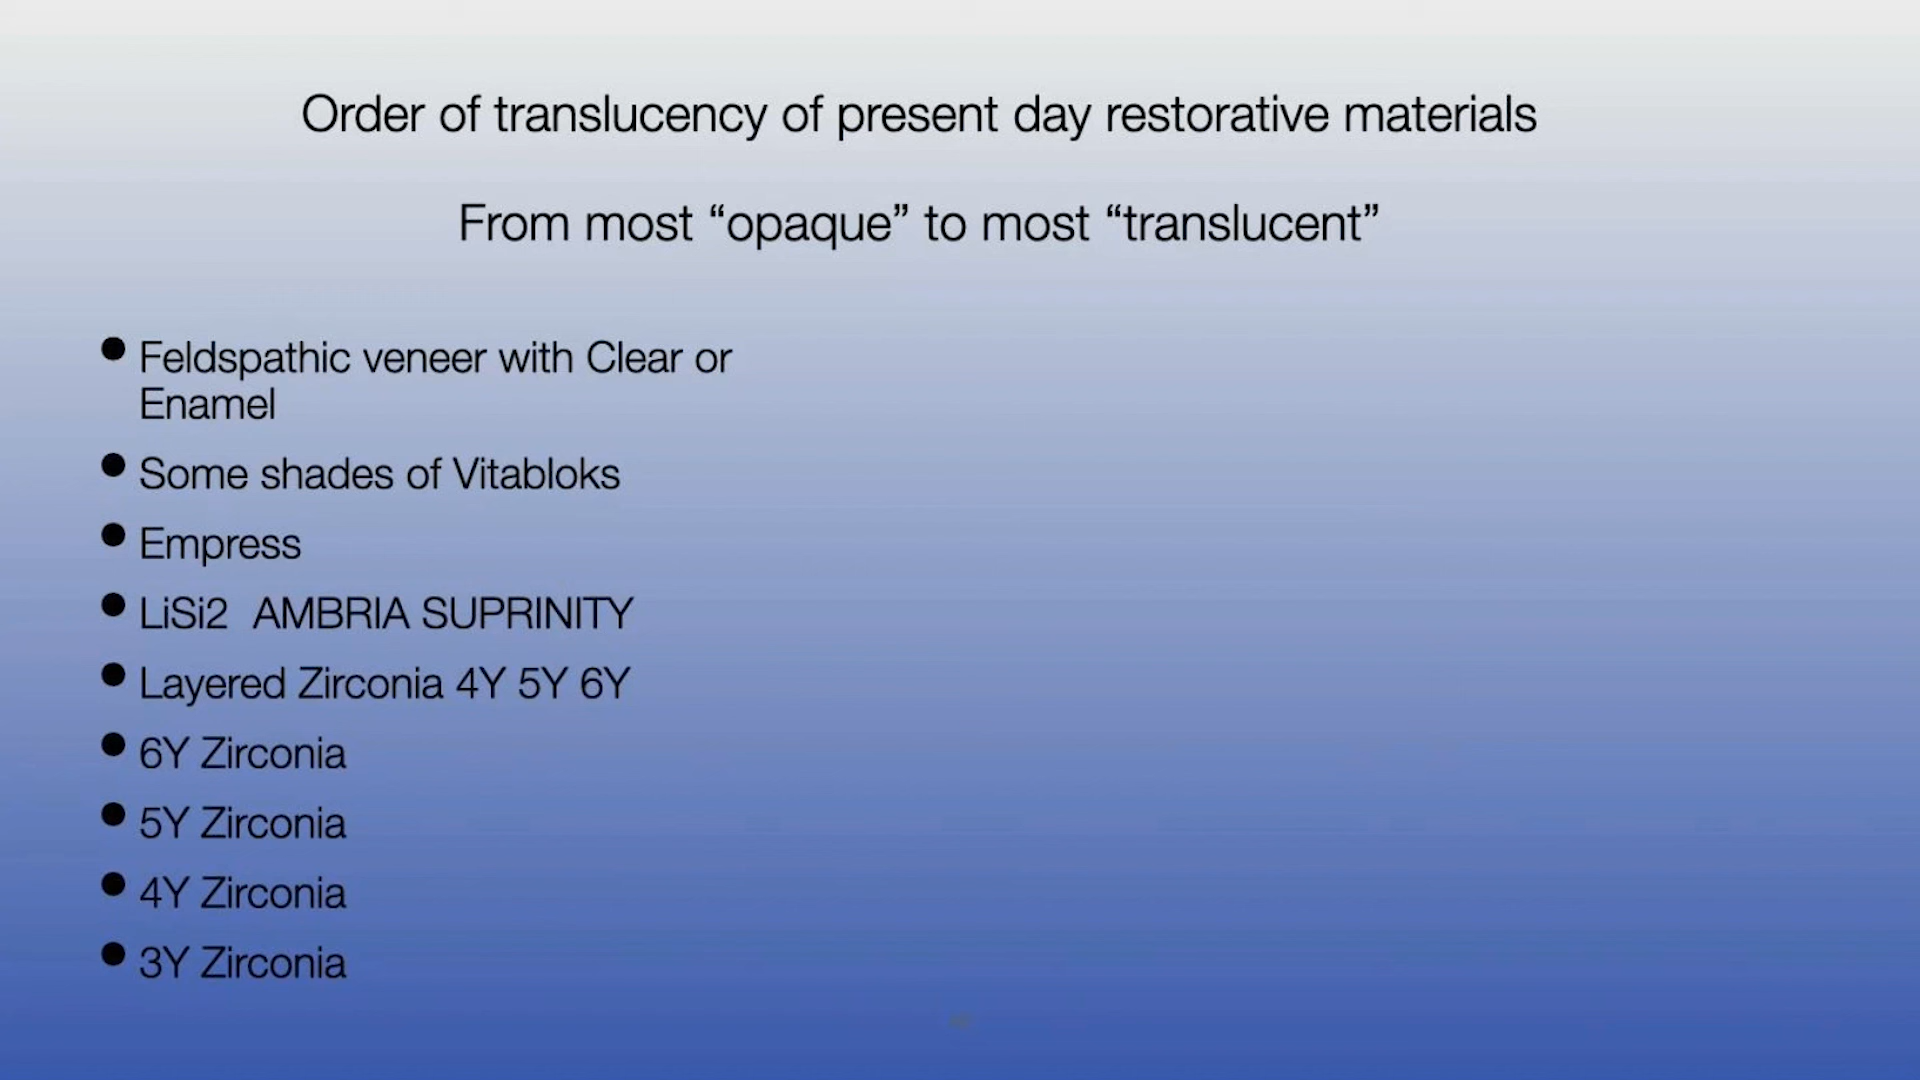 Order of translucency of present day restorative materials
From most “opaque” to most “translucent”
• Feldspathic veneer with Clear or
Enamel
• Some shades of Vitabloks
• Empress
• LiSi2 AMBRIA SUPRINITY
• Layered Zirconia 4Y 5Y 6Y
• 6Y Zirconia
• 5Y Zirconia
• 4Y Zirconia
• 3Y Zirconia